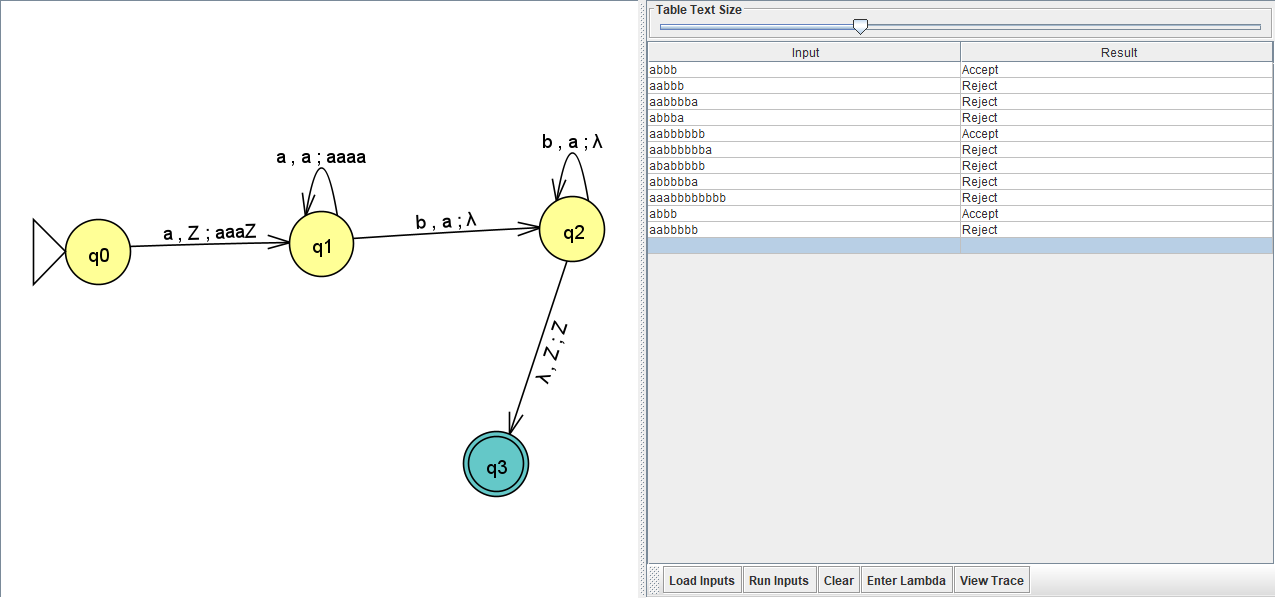 a , a ; aaaa
b , a ; λ
a , Z ; aaaZ
b , a ; λ
q0
q1
q2
λ , Z ; Z
q3
Table Text Size
Input Result
abbb Accept
aabbb Reject
aabbbba Reject
abbba Reject
aabbbbbb Accept
aabbbbbba Reject
ababbbbb Reject
abbbbba Reject
aaabbbbbbbb Reject
abbb Accept
aabbbbb Reject
Load Inputs Run Inputs Clear Enter Lambda View Trace